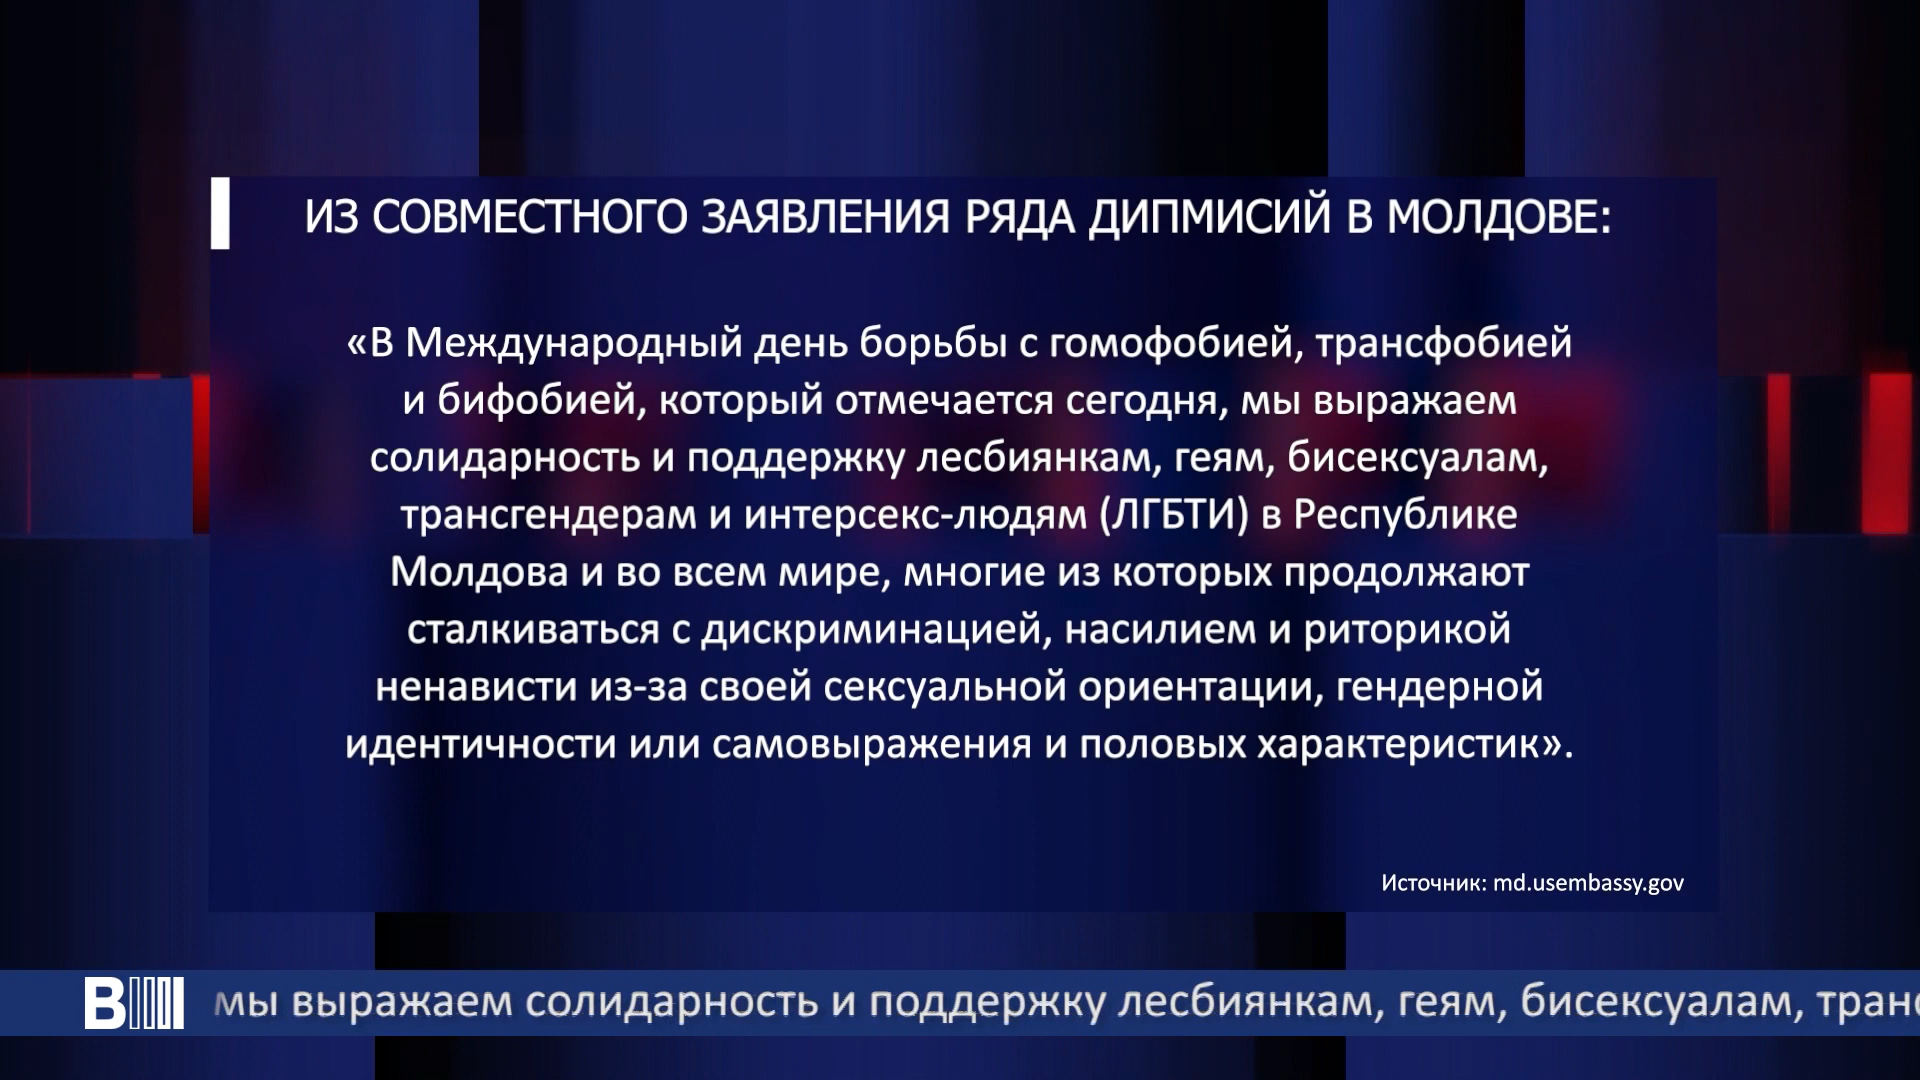 ИЗ СОВМЕСТНОГО ЗАЯВЛЕНИЯ РЯДА ДИПМИСИЙ В МОЛДОВЕ:
«В Международный день борьбы с гомофобией, трансфобией
и бифобией, который отмечается сегодня, мы выражаем
солидарность и поддержку лесбиянкам, геям, бисексуалам,
трансгендерам и интерсекс-людям (ЛГБТИ) в Республике
Молдова и во всем мире, многие из которых продолжают
сталкиваться с дискриминацией, насилием и риторикой
ненависти из-за своей сексуальной ориентации, гендерной
идентичности или самовыражения и половых характеристик».
Источник: md.usembassy.gov
В мы выражаем солидарность и поддержку лесбиянкам, геям, бисексуалам, транс